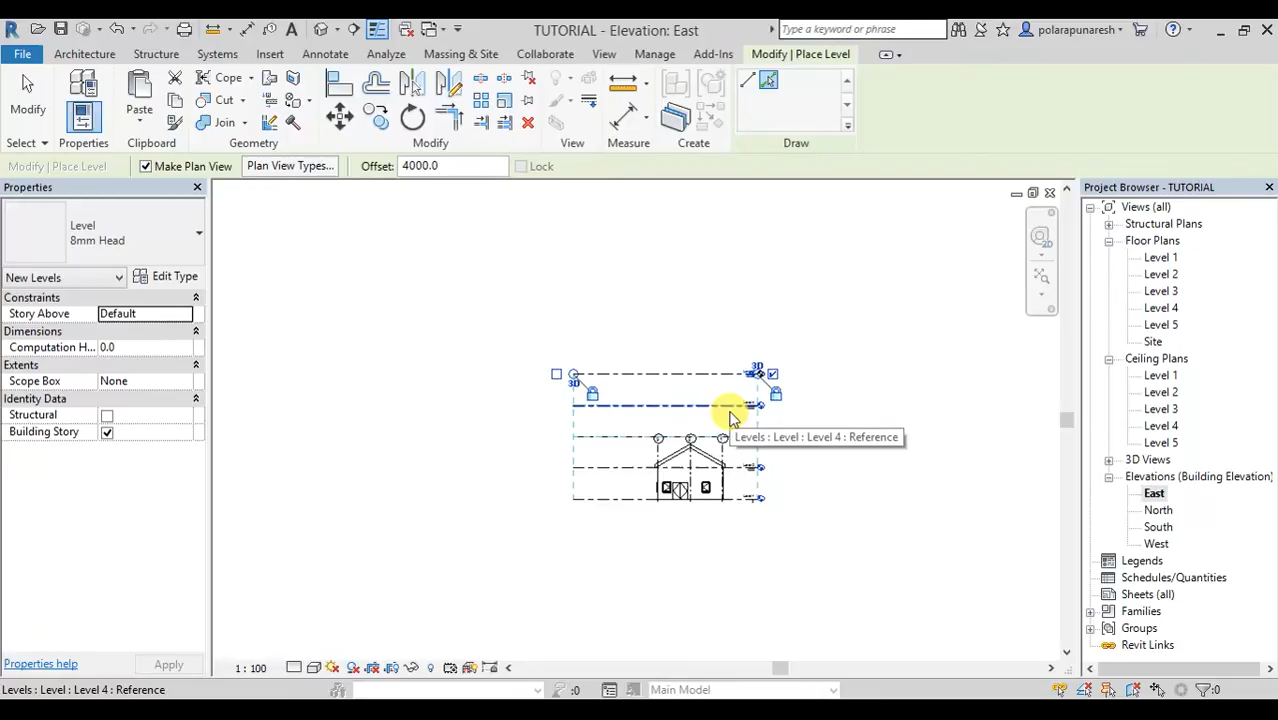 TUTORIAL - Elevation: East
Type a keyword or phrase
polarapunaresh
File Architecture Structure Systems Insert Annotate Analyze Massing & Site Collaborate View Manage Add-Ins Modify | Place Level
Modify
Paste
Cope
Cut
Join
Select
Properties
Clipboard
Geometry
Modify
View
Measure
Create
Draw
Modify | Place Level
Make Plan View
Plan View Types...
Offset: 4000.0
Lock
Properties
Level
8mm Head
New Levels
Edit Type
Constraints
Story Above Default
Dimensions
Computation H... 0.0
Extents
Scope Box None
Identity Data
Structural
Building Story
Properties help
Apply
3D
3D
Levels : Level : Level 4 : Reference
Project Browser - TUTORIAL
Views (all)
Structural Plans
Floor Plans
Level 1
Level 2
Level 3
Level 4
Level 5
Site
Ceiling Plans
Level 1
Level 2
Level 3
Level 4
Level 5
3D Views
Elevations (Building Elevation)
East
North
South
West
Legends
Schedules/Quantities
Sheets (all)
Families
Groups
Revit Links
1 : 100
Levels : Level : Level 4 : Reference
:0
Main Model
:0